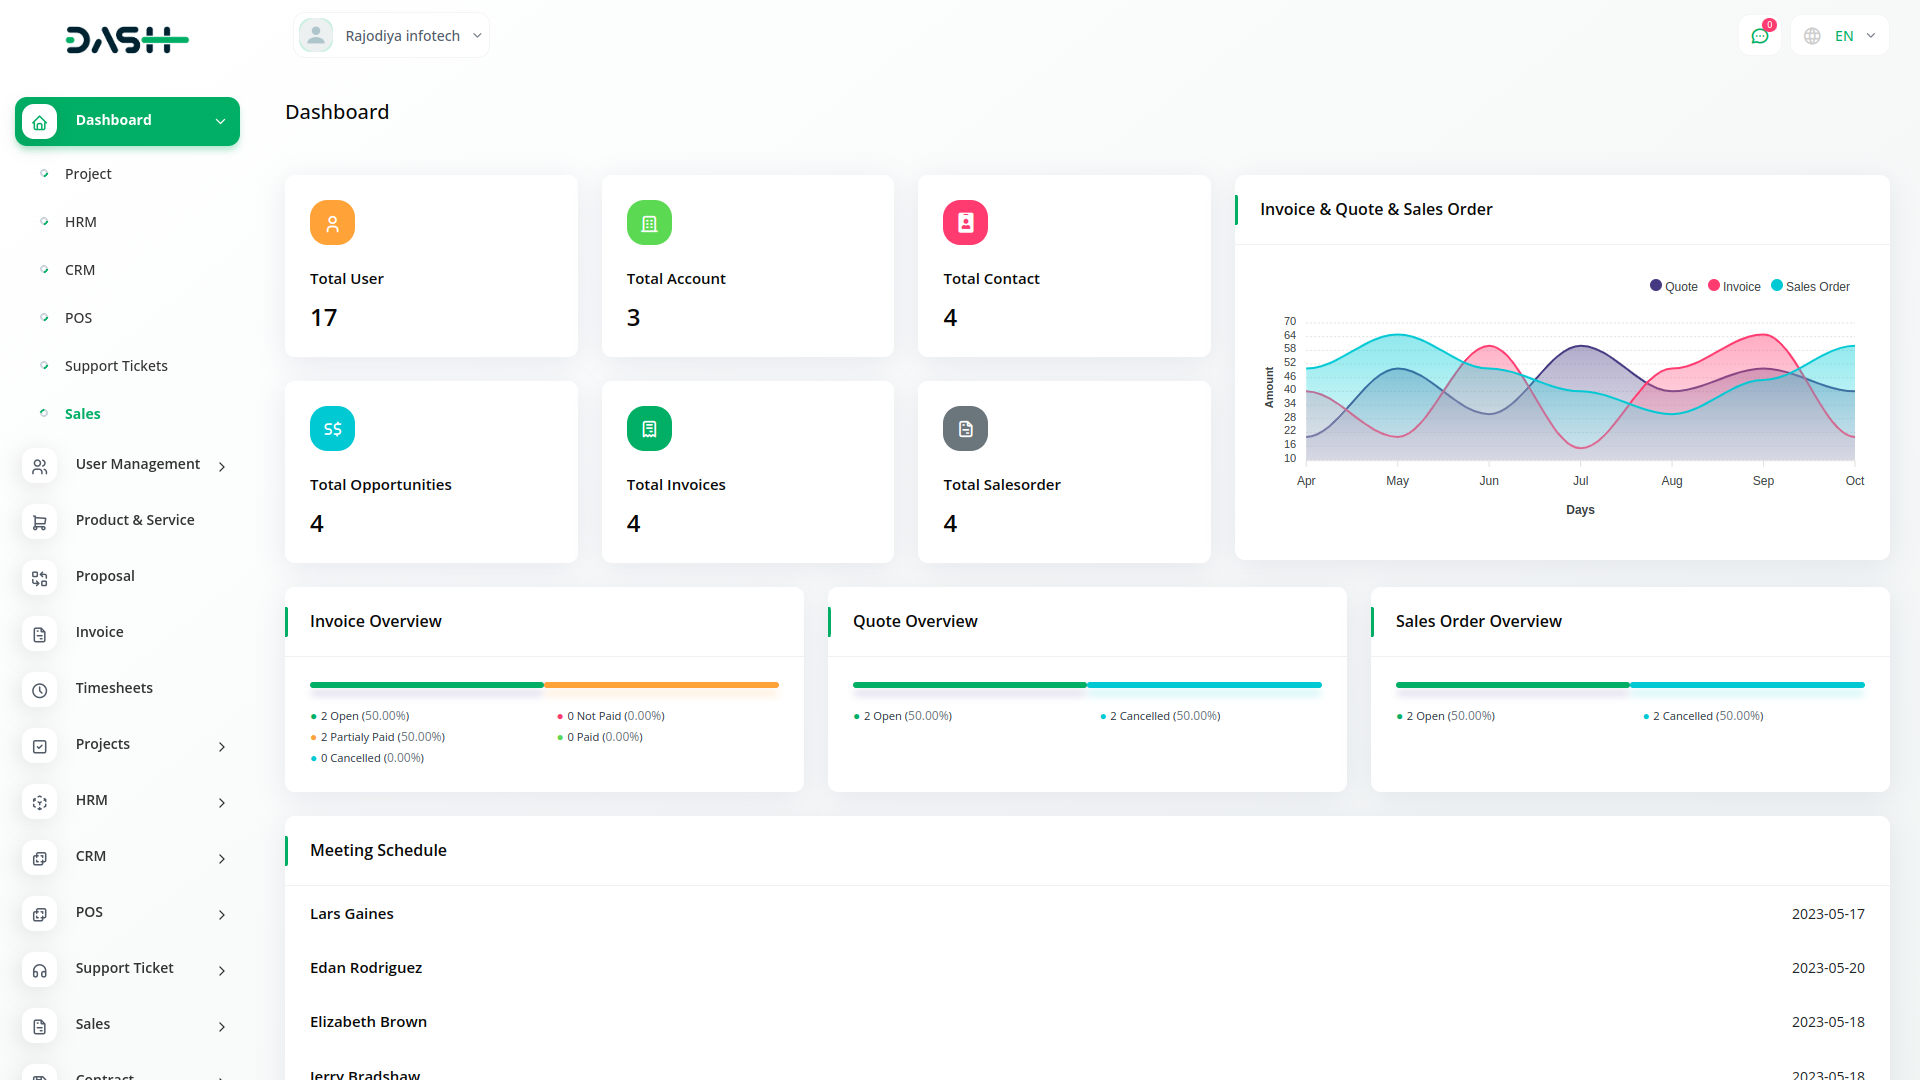 DASH
Rajodiya infotech
0
EN
Dashboard
Project
HRM
CRM
POS
Support Tickets
Sales
User Management
Product & Service
Proposal
Invoice
Timesheets
Projects
HRM
CRM
POS
Support Ticket
Sales
Contract
Dashboard
Total User
17
Total Account
3
Total Contact
4
S$
Total Opportunities
4
Total Invoices
4
Total Salesorder
4
Invoice & Quote & Sales Order
Quote Invoice Sales Order
70
64
58
52
46
40
34
28
22
16
10
Amount
Apr May Jun Jul Aug Sep Oct
Days
Invoice Overview
2 Open (50.00%) 0 Not Paid (0.00%)
2 Partialy Paid (50.00%) 0 Paid (0.00%)
0 Cancelled (0.00%)
Quote Overview
2 Open (50.00%) 2 Cancelled (50.00%)
Sales Order Overview
2 Open (50.00%) 2 Cancelled (50.00%)
Meeting Schedule
Lars Gaines 2023-05-17
Edan Rodriguez 2023-05-20
Elizabeth Brown 2023-05-18
Jerry Bradshaw 2023-05-18